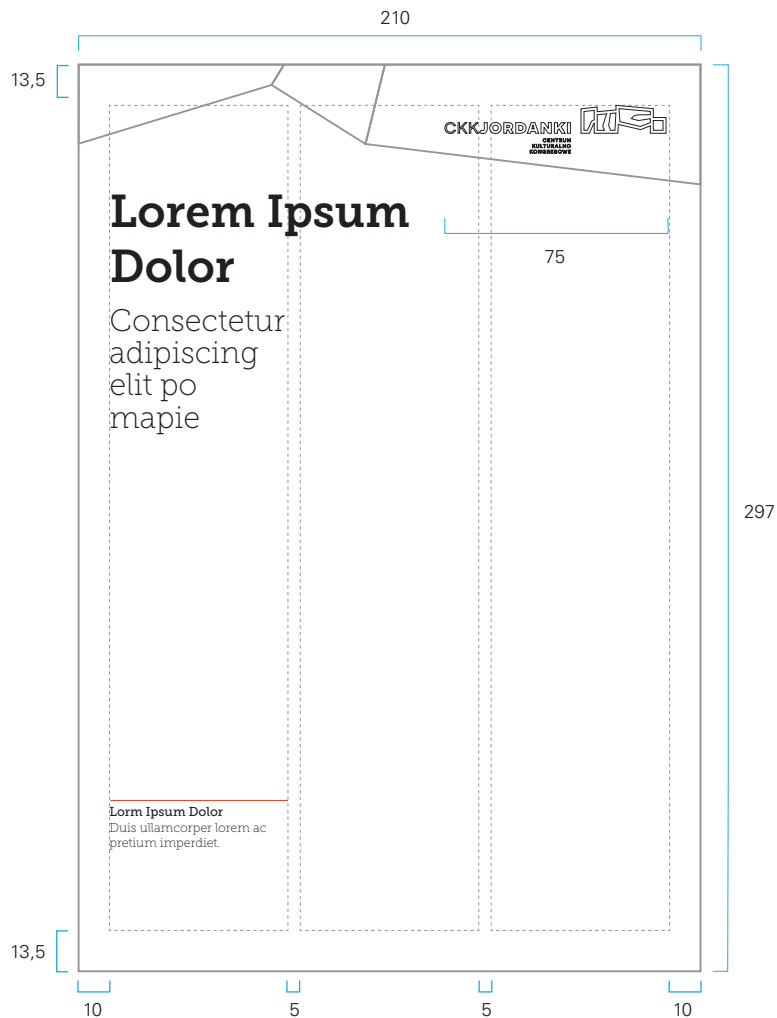 210
13,5
CKKJORDANKI
CENTRUM
KULTURALNO
KONGRESOWE
Lorem Ipsum
Dolor
75
Consectetur
adipiscing
elit po
mapie
297
Lorm Ipsum Dolor
Duis ullamcorper lorem ac
pretium imperdiet.
13,5
10
5
5
10